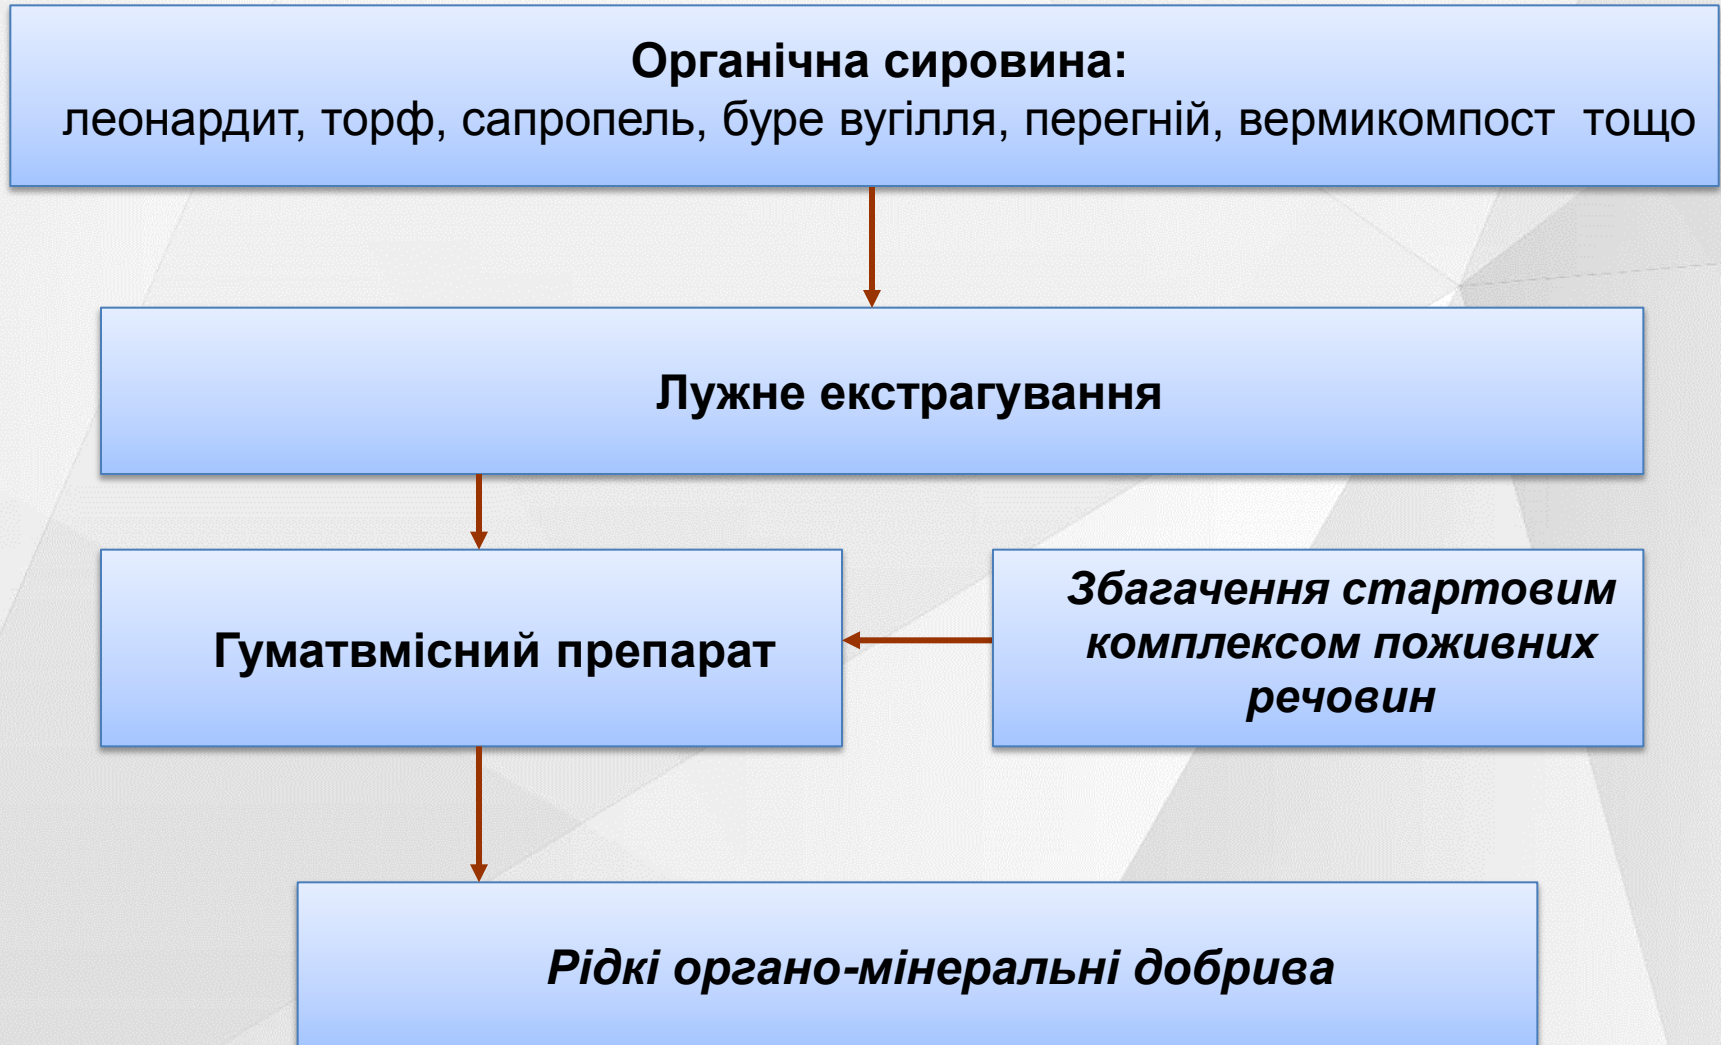 Органічна сировина:
леонардит, торф, сапропель, буре вугілля, перегній, вермикомпост тощо
Лужне екстрагування
Гуматвмісний препарат
Збагачення стартовим
комплексом поживних
речовин
Рідкі органо-мінеральні добрива